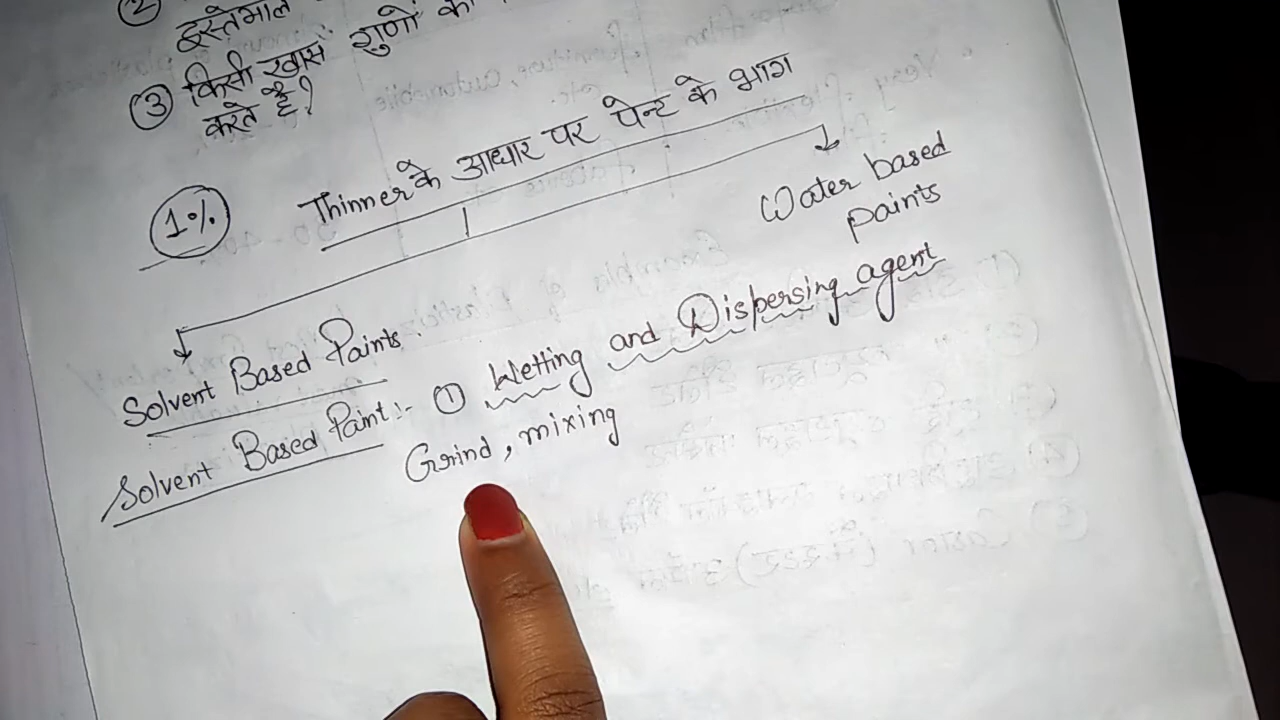 ②
इस्तेमाल
③ किसी खास गुणों का
करते है?
1%
Thinner के आधार पर पेन्ट के भाग
Water based
paints
Solvent Based Paints.
Solvent Based Paint:- ① Wetting and Dispersing agent
Grind, mixing